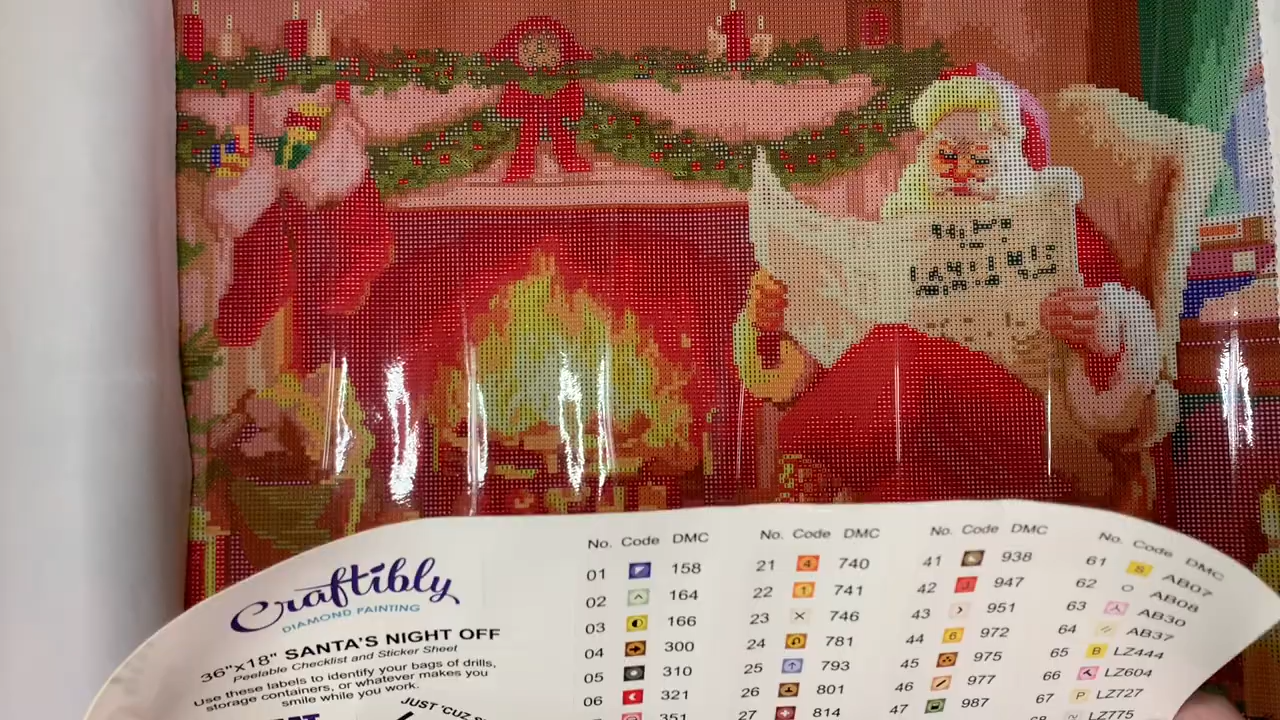 Craftibly
DIAMOND PAINTING
36"x18" SANTA'S NIGHT OFF
Peelable Checklist and Sticker Sheet
Use these labels to identify your bags of drills,
storage containers, or whatever makes you
smile while you work.
JUST 'CUZ
No. Code DMC
01 158
02 164
03 166
04 300
05 310
06 321
351
No. Code DMC
21 4 740
22 1 741
23 746
24 781
25 793
26 801
27 814
No. Code DMC
41 938
42 947
43 951
44 6 972
45 975
46 977
47 987
No. Code DMC
61 S AB07
62 AB08
63 AB30
64 AB37
65 B LZ444
66 LZ604
67 P LZ727
LZ775